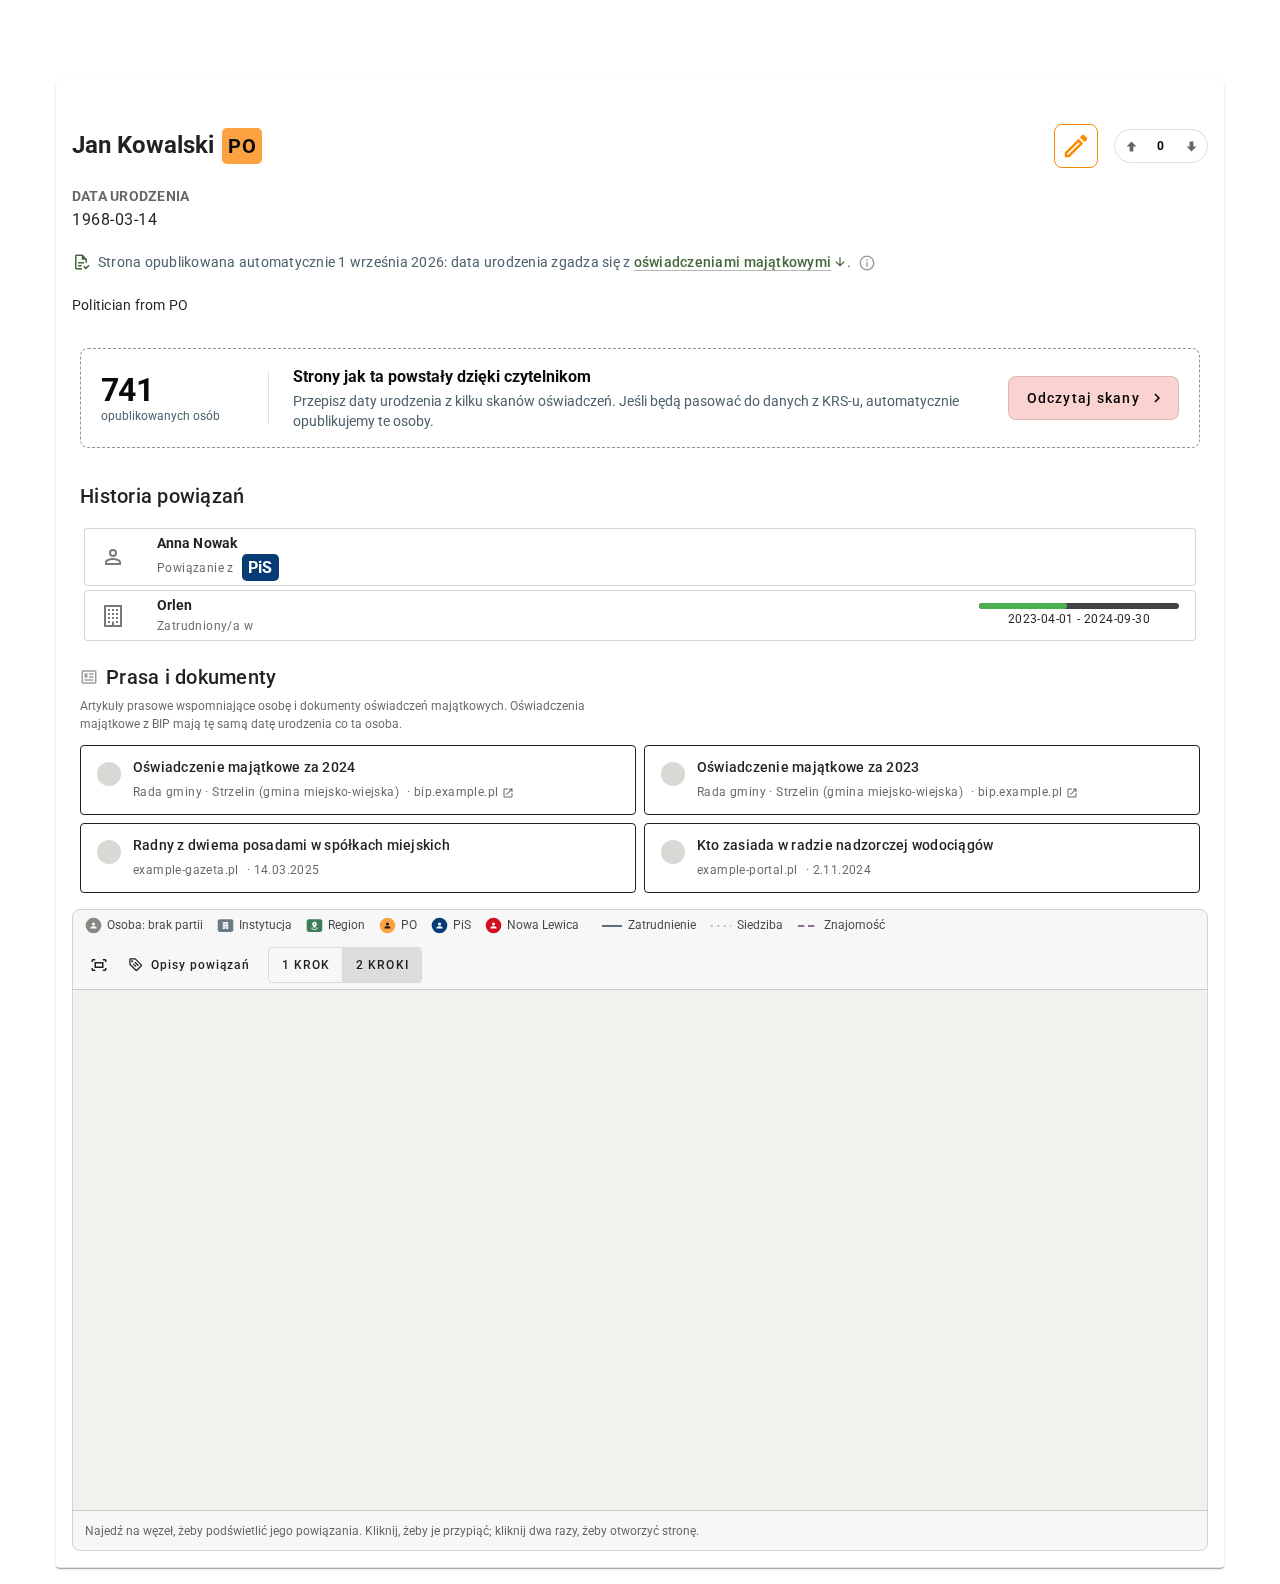 Jan Kowalski PO
0
DATA URODZENIA
1968-03-14
Strona opublikowana automatycznie 1 września 2026: data urodzenia zgadza się z oświadczeniami majątkowymi.
Politician from PO
741
opublikowanych osób
Strony jak ta powstały dzięki czytelnikom
Przepisz daty urodzenia z kilku skanów oświadczeń. Jeśli będą pasować do danych z KRS-u, automatycznie
opublikujemy te osoby.
Odczytaj skany
Historia powiązań
Anna Nowak
Powiązanie z PiS
Orlen
Zatrudniony/a w
2023-04-01 - 2024-09-30
Prasa i dokumenty
Artykuły prasowe wspominające osobę i dokumenty oświadczeń majątkowych. Oświadczenia
majątkowe z BIP mają tę samą datę urodzenia co ta osoba.
Oświadczenie majątkowe za 2024
Rada gminy · Strzelin (gmina miejsko-wiejska) · bip.example.pl
Oświadczenie majątkowe za 2023
Rada gminy · Strzelin (gmina miejsko-wiejska) · bip.example.pl
Radny z dwiema posadami w spółkach miejskich
example-gazeta.pl · 14.03.2025
Kto zasiada w radzie nadzorczej wodociągów
example-portal.pl · 2.11.2024
Osoba: brak partii Instytucja Region PO PiS Nowa Lewica Zatrudnienie Siedziba Znajomość
Opisy powiązań 1 KROK 2 KROKI
Najedź na węzeł, żeby podświetlić jego powiązania. Kliknij, żeby je przypiąć; kliknij dwa razy, żeby otworzyć stronę.